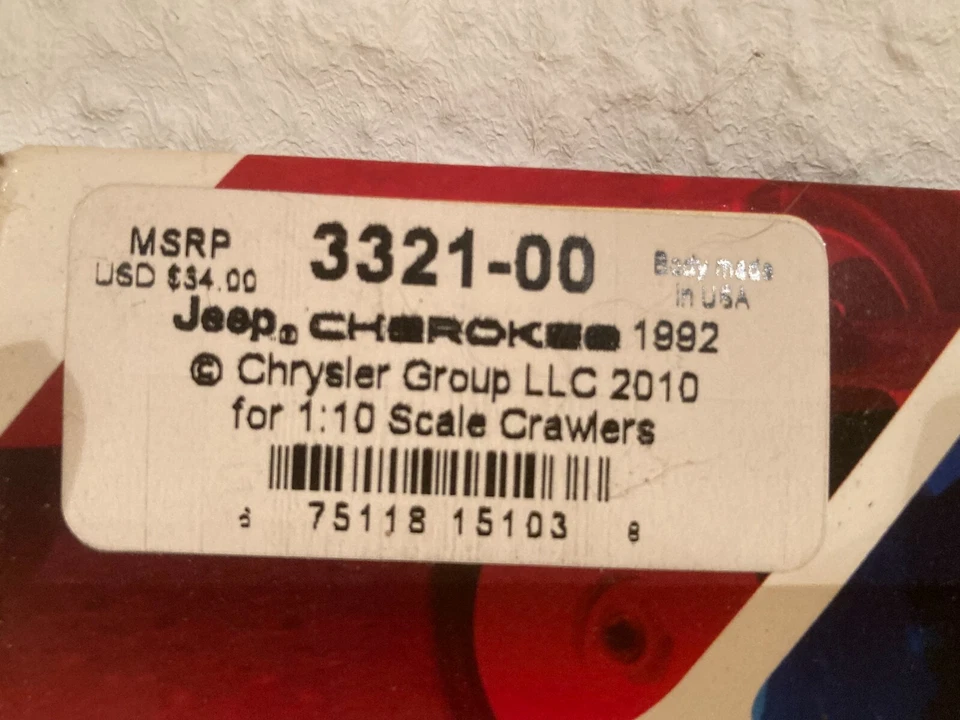 MSRP
USD $34.00
3321-00
Body made
in USA
Jeep® CHEROKEE 1992
© Chrysler Group LLC 2010
for 1:10 Scale Crawlers
75118 15103 8